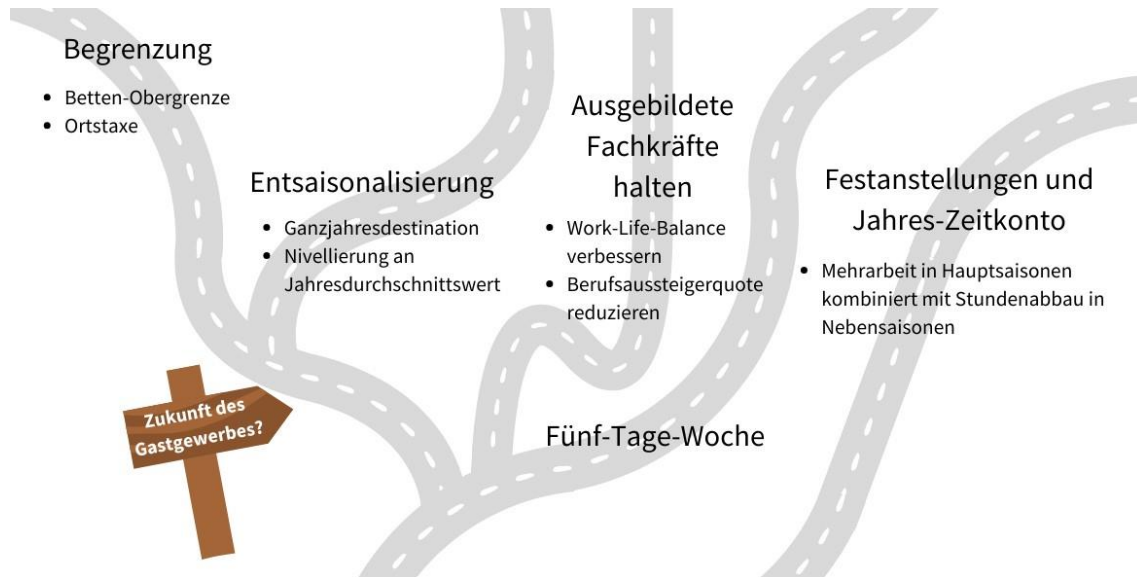 Begrenzung
• Betten-Obergrenze
• Ortstaxe
Entsaisonalisierung
• Ganzjahresdestination
• Nivellierung an
Jahresdurchschnittswert
Ausgebildete
Fachkräfte
halten
• Work-Life-Balance
verbessern
• Berufsaussteigerquote
reduzieren
Festanstellungen und
Jahres-Zeitkonto
• Mehrarbeit in Hauptsaisonen
kombiniert mit Stundenabbau in
Nebensaisonen
Zukunft des
Gastgewerbes?
Fünf-Tage-Woche